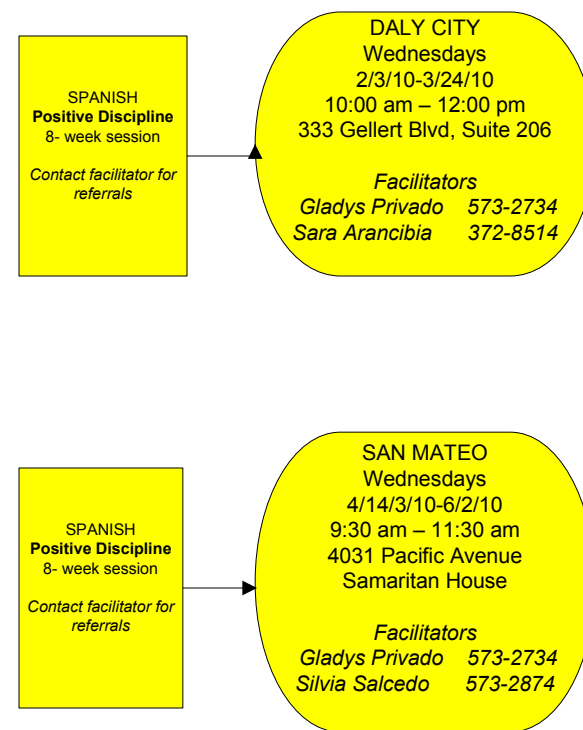 SPANISH
Positive Discipline
8- week session
Contact facilitator for
referrals
DALY CITY
Wednesdays
2/3/10-3/24/10
10:00 am – 12:00 pm
333 Gellert Blvd, Suite 206
Facilitators
Gladys Privado 573-2734
Sara Arancibia 372-8514
SPANISH
Positive Discipline
8- week session
Contact facilitator for
referrals
SAN MATEO
Wednesdays
4/14/3/10-6/2/10
9:30 am – 11:30 am
4031 Pacific Avenue
Samaritan House
Facilitators
Gladys Privado 573-2734
Silvia Salcedo 573-2874